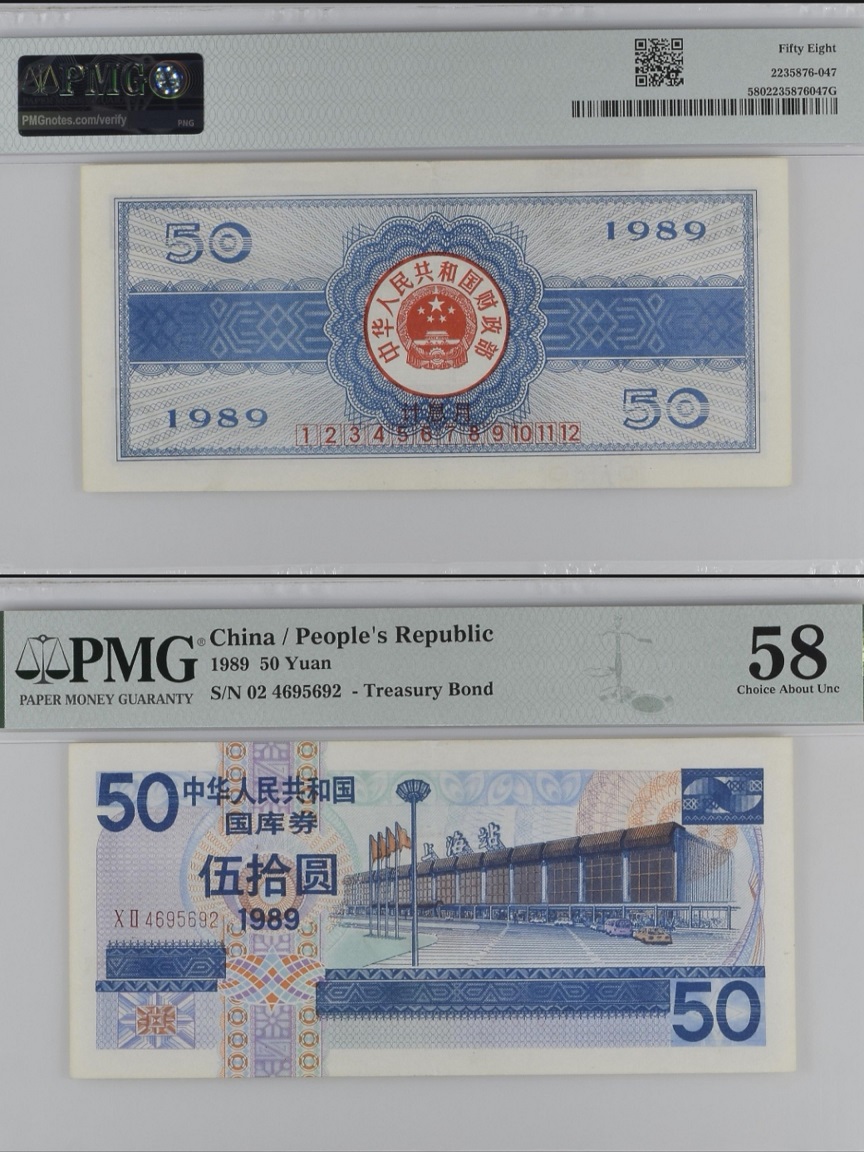 PMG
PMGnotes.com/verify
PNG
Fifty Eight
2235876-047
5802235876047G
50
1989
中华人民共和国财政部
1989
50
计息月
1 2 3 4 5 6 7 8 9 10 11 12
PMG®
PAPER MONEY GUARANTY
China / People's Republic
1989 50 Yuan
S/N 02 4695692 - Treasury Bond
58
Choice About Unc
50
中华人民共和国
国库券
伍拾圆
XII 4695692
1989
上海站
50